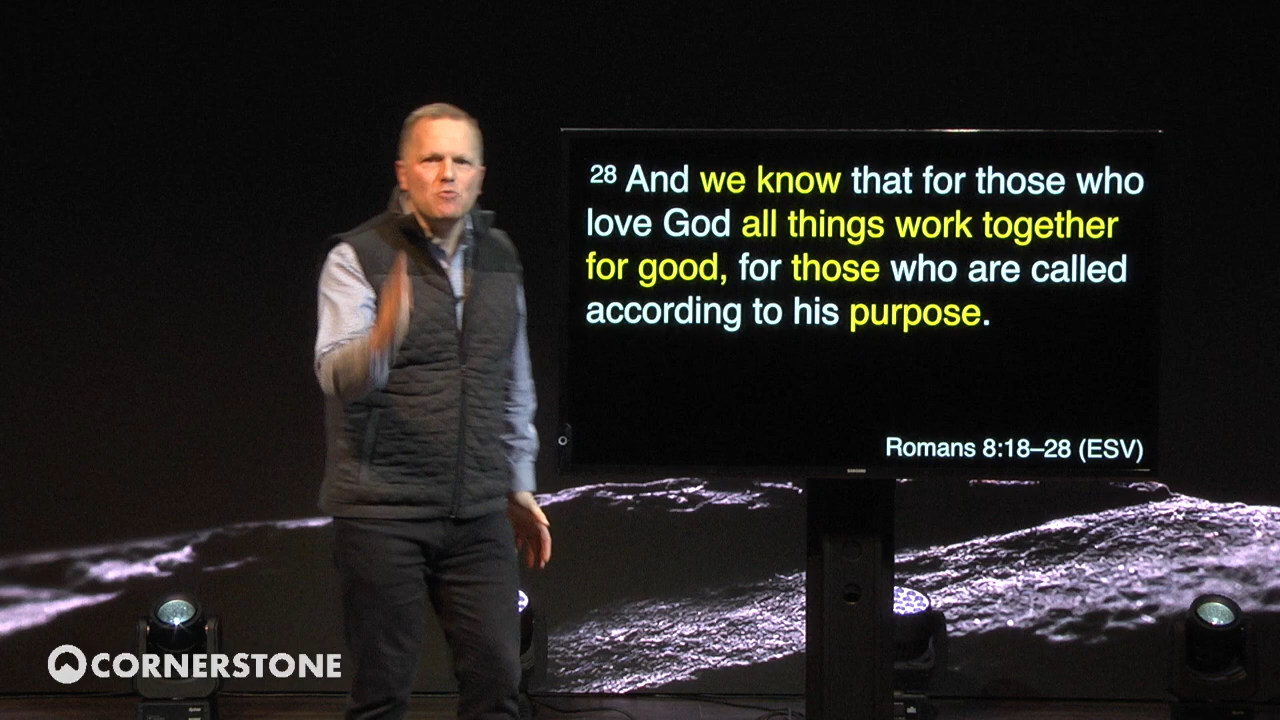 28 And we know that for those who
love God all things work together
for good, for those who are called
according to his purpose.
Romans 8:18–28 (ESV)
SAMSUNG
CORNERSTONE